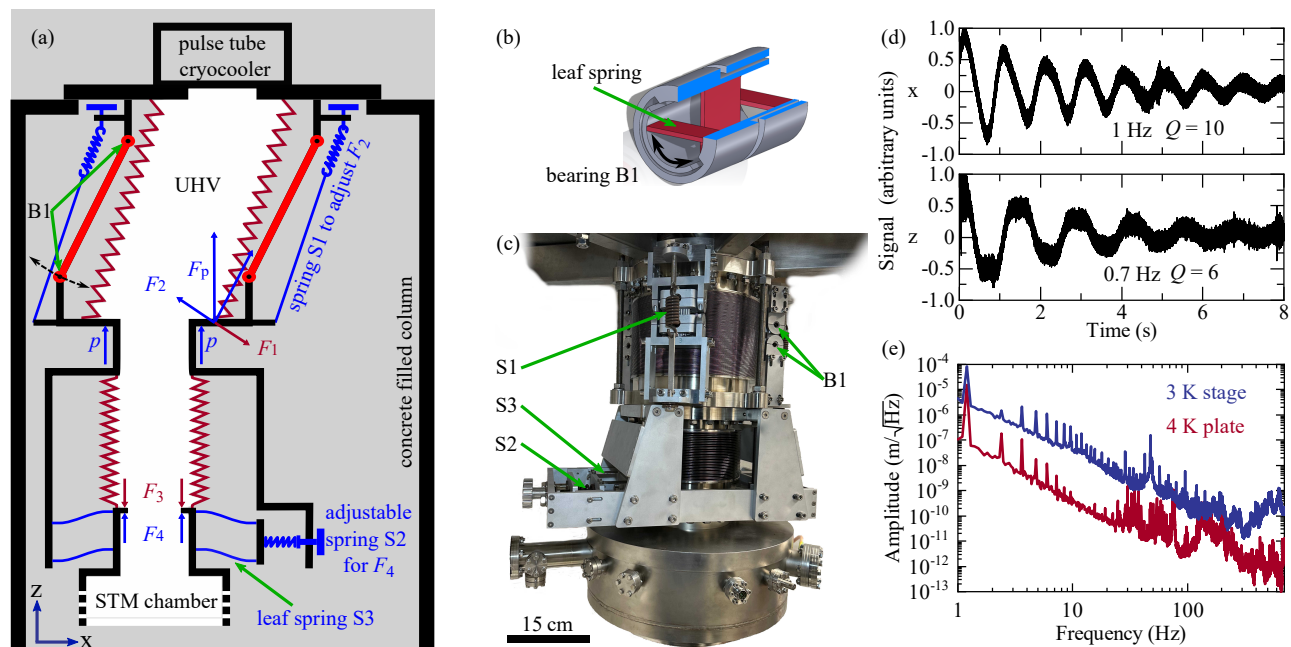 (a)
pulse tube
cryocooler
UHV
B1
spring S1 to adjust F₂
Fₚ
F₂
F₁
p
p
concrete filled column
F₃
F₄
adjustable
spring S2
for F₄
STM chamber
leaf spring S3
z
x
(b)
leaf spring
bearing B1
(c)
S1
S3
S2
B1
15 cm
(d)
1.0
0.5
x
0
-0.5
-1.0
1 Hz Q = 10
1.0
0.5
z
0
-0.5
-1.0
0.7 Hz Q = 6
Signal (arbitrary units)
0 2 4 6 8
Time (s)
(e)
10⁻⁴
10⁻⁵
10⁻⁶
10⁻⁷
10⁻⁸
10⁻⁹
10⁻¹⁰
10⁻¹¹
10⁻¹²
10⁻¹³
Amplitude (m/√Hz)
3 K stage
4 K plate
1 10 100
Frequency (Hz)